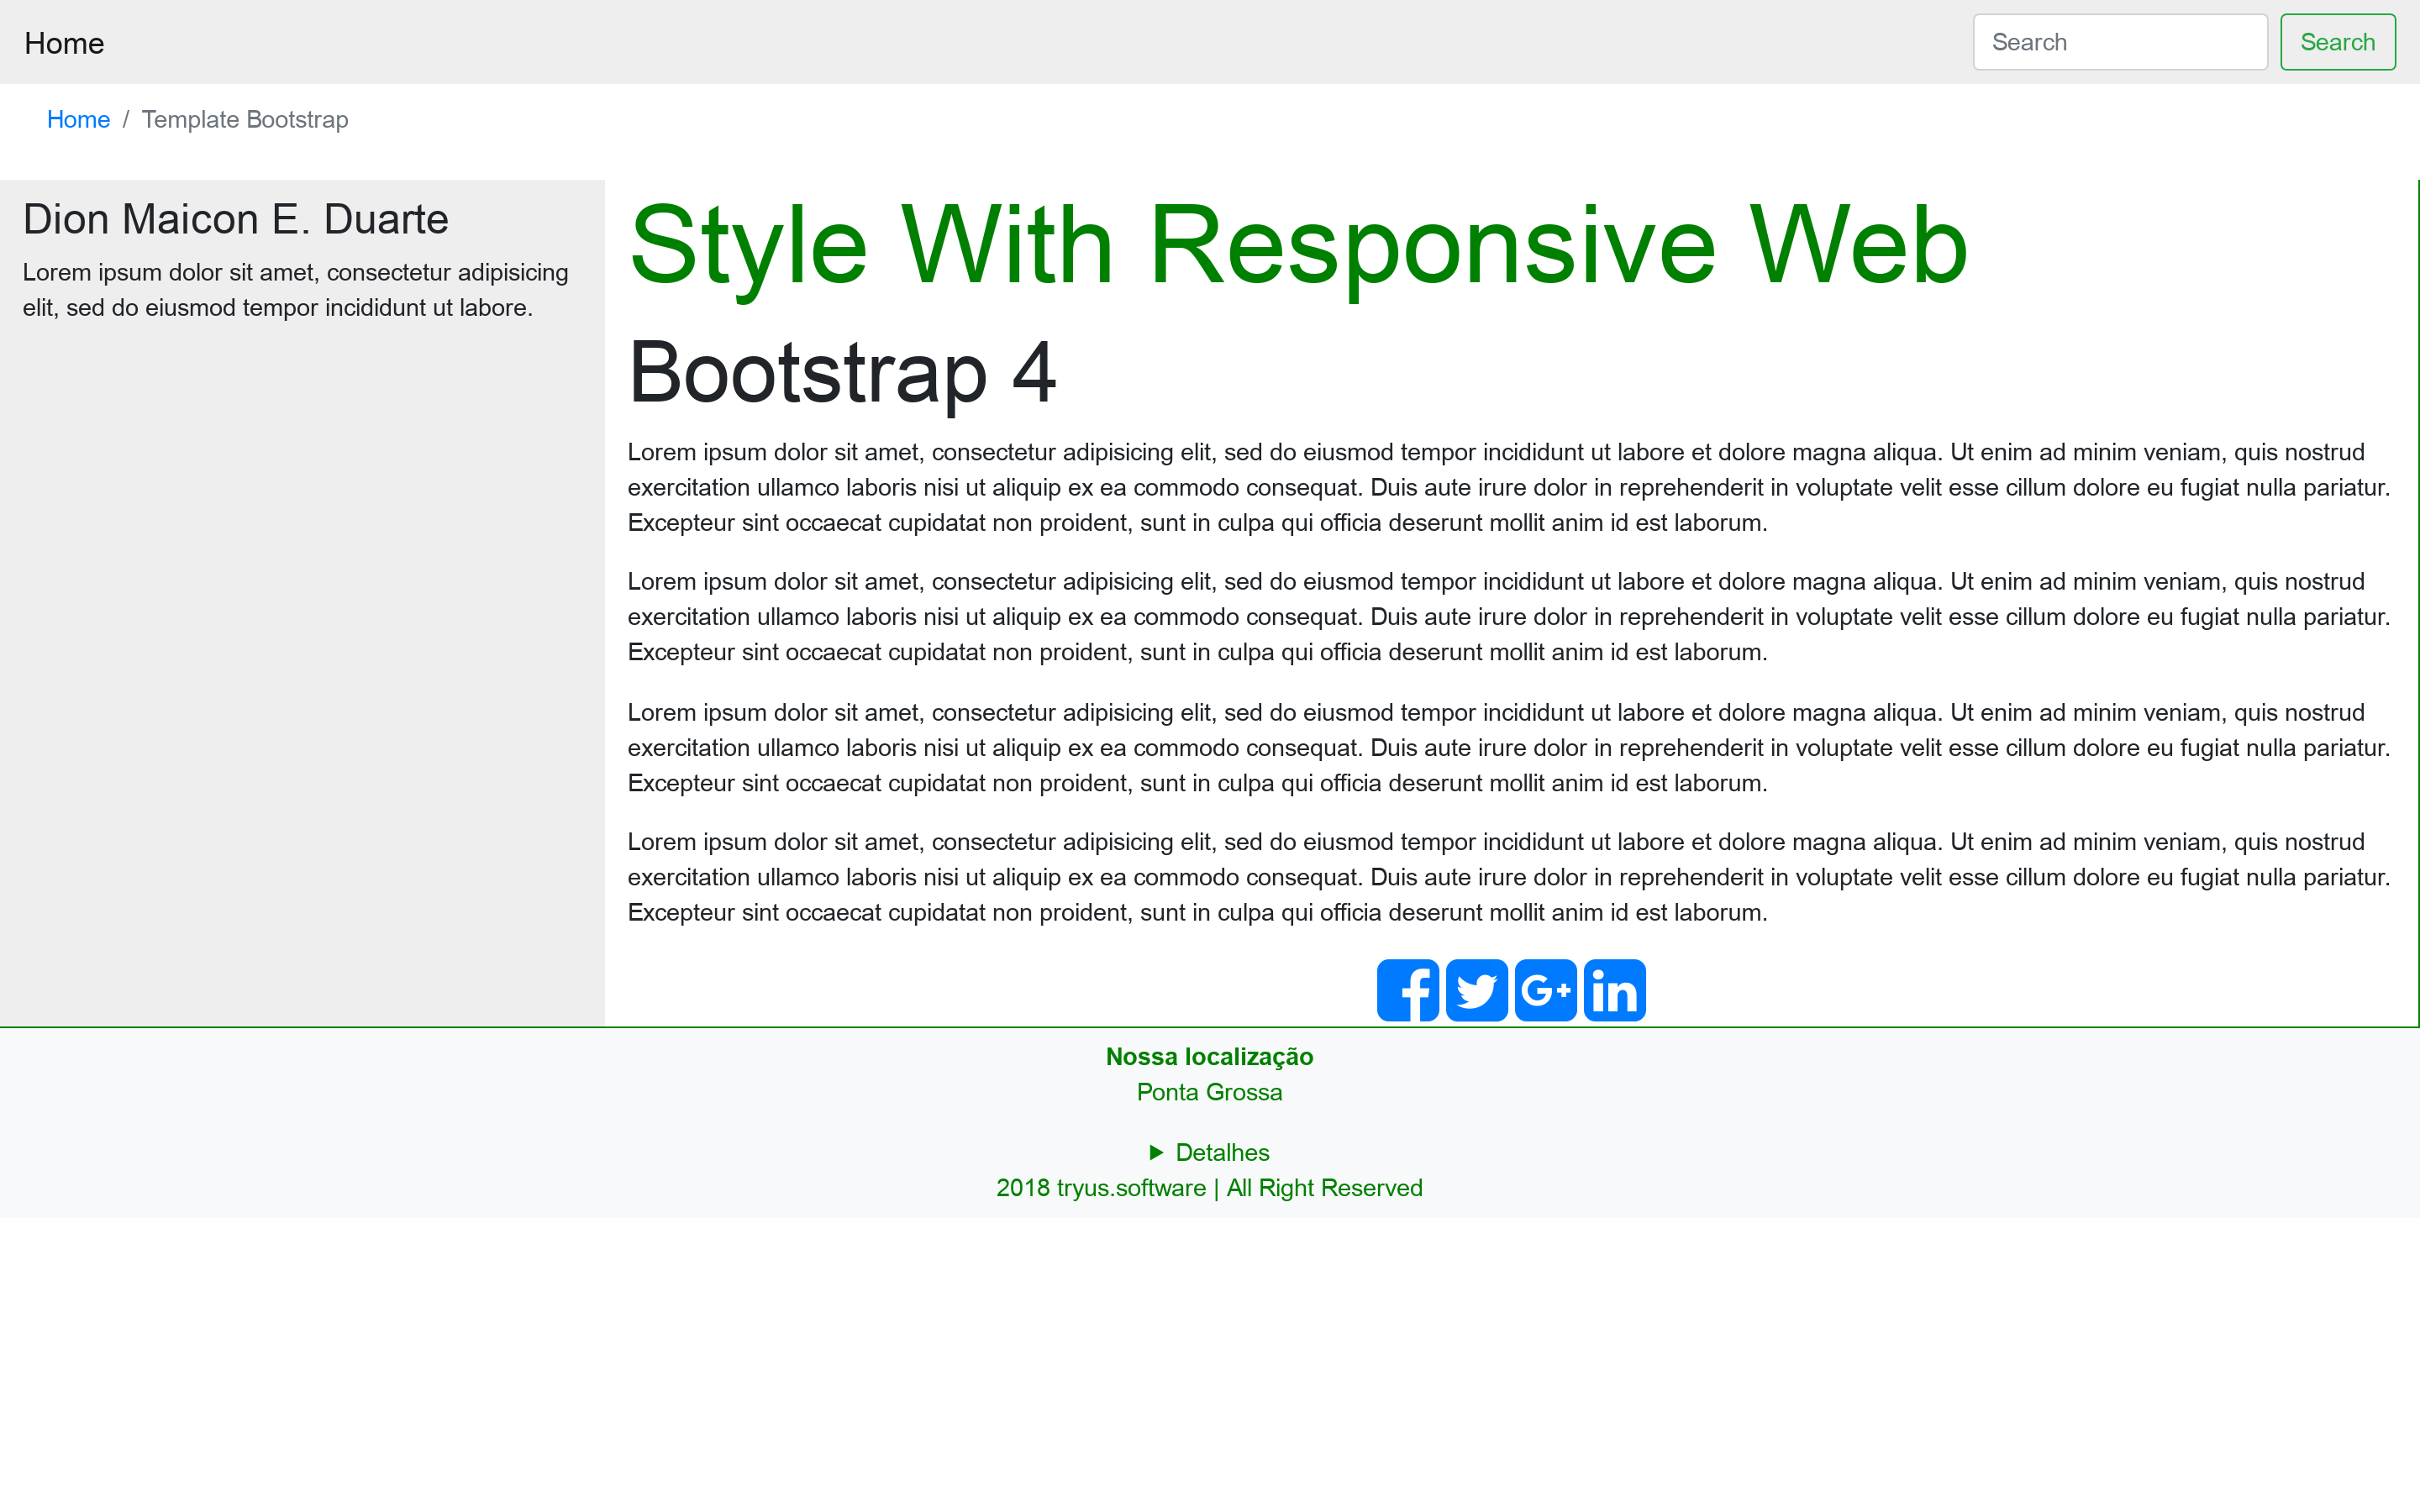 Home
Search
Search
Home / Template Bootstrap
Dion Maicon E. Duarte
Lorem ipsum dolor sit amet, consectetur adipisicing
elit, sed do eiusmod tempor incididunt ut labore.
Style With Responsive Web
Bootstrap 4
Lorem ipsum dolor sit amet, consectetur adipisicing elit, sed do eiusmod tempor incididunt ut labore et dolore magna aliqua. Ut enim ad minim veniam, quis nostrud
exercitation ullamco laboris nisi ut aliquip ex ea commodo consequat. Duis aute irure dolor in reprehenderit in voluptate velit esse cillum dolore eu fugiat nulla pariatur.
Excepteur sint occaecat cupidatat non proident, sunt in culpa qui officia deserunt mollit anim id est laborum.
Lorem ipsum dolor sit amet, consectetur adipisicing elit, sed do eiusmod tempor incididunt ut labore et dolore magna aliqua. Ut enim ad minim veniam, quis nostrud
exercitation ullamco laboris nisi ut aliquip ex ea commodo consequat. Duis aute irure dolor in reprehenderit in voluptate velit esse cillum dolore eu fugiat nulla pariatur.
Excepteur sint occaecat cupidatat non proident, sunt in culpa qui officia deserunt mollit anim id est laborum.
Lorem ipsum dolor sit amet, consectetur adipisicing elit, sed do eiusmod tempor incididunt ut labore et dolore magna aliqua. Ut enim ad minim veniam, quis nostrud
exercitation ullamco laboris nisi ut aliquip ex ea commodo consequat. Duis aute irure dolor in reprehenderit in voluptate velit esse cillum dolore eu fugiat nulla pariatur.
Excepteur sint occaecat cupidatat non proident, sunt in culpa qui officia deserunt mollit anim id est laborum.
Lorem ipsum dolor sit amet, consectetur adipisicing elit, sed do eiusmod tempor incididunt ut labore et dolore magna aliqua. Ut enim ad minim veniam, quis nostrud
exercitation ullamco laboris nisi ut aliquip ex ea commodo consequat. Duis aute irure dolor in reprehenderit in voluptate velit esse cillum dolore eu fugiat nulla pariatur.
Excepteur sint occaecat cupidatat non proident, sunt in culpa qui officia deserunt mollit anim id est laborum.
Nossa localização
Ponta Grossa
Detalhes
2018 tryus.software | All Right Reserved